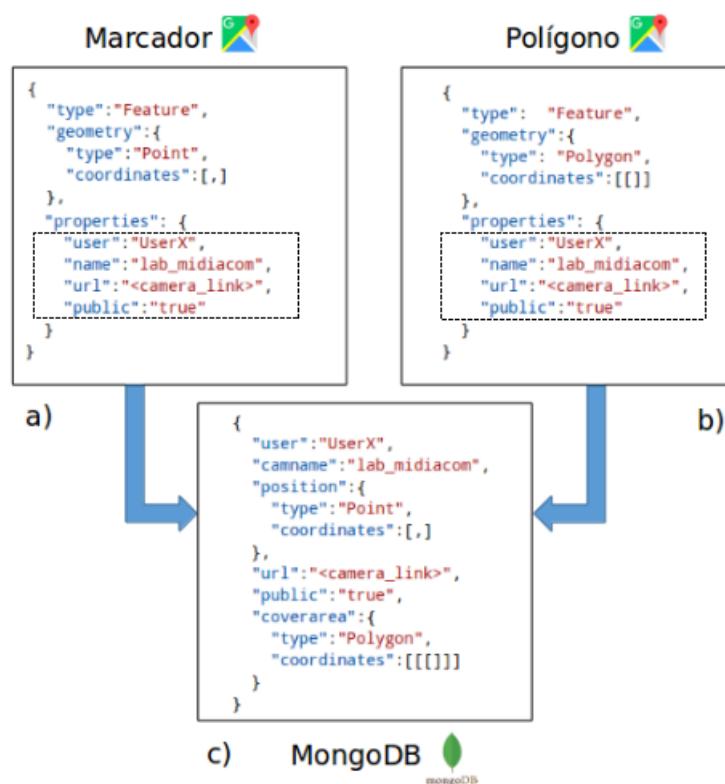 Marcador
{
"type":"Feature",
"geometry":{
"type":"Point",
"coordinates":[,]
},
"properties": {
"user":"UserX",
"name":"lab_midiacom",
"url":"<camera_link>",
"public":"true"
}
}
a)
Polígono
{
"type": "Feature",
"geometry":{
"type": "Polygon",
"coordinates":[[]]
},
"properties": {
"user":"UserX",
"name":"lab_midiacom",
"url":"<camera_link>",
"public":"true"
}
}
b)
{
"user":"UserX",
"camname":"lab_midiacom",
"position":{
"type":"Point",
"coordinates":[,]
},
"url":"<camera_link>",
"public":"true",
"coverarea":{
"type":"Polygon",
"coordinates":[[[]]]
}
}
c) MongoDB
mongoDB